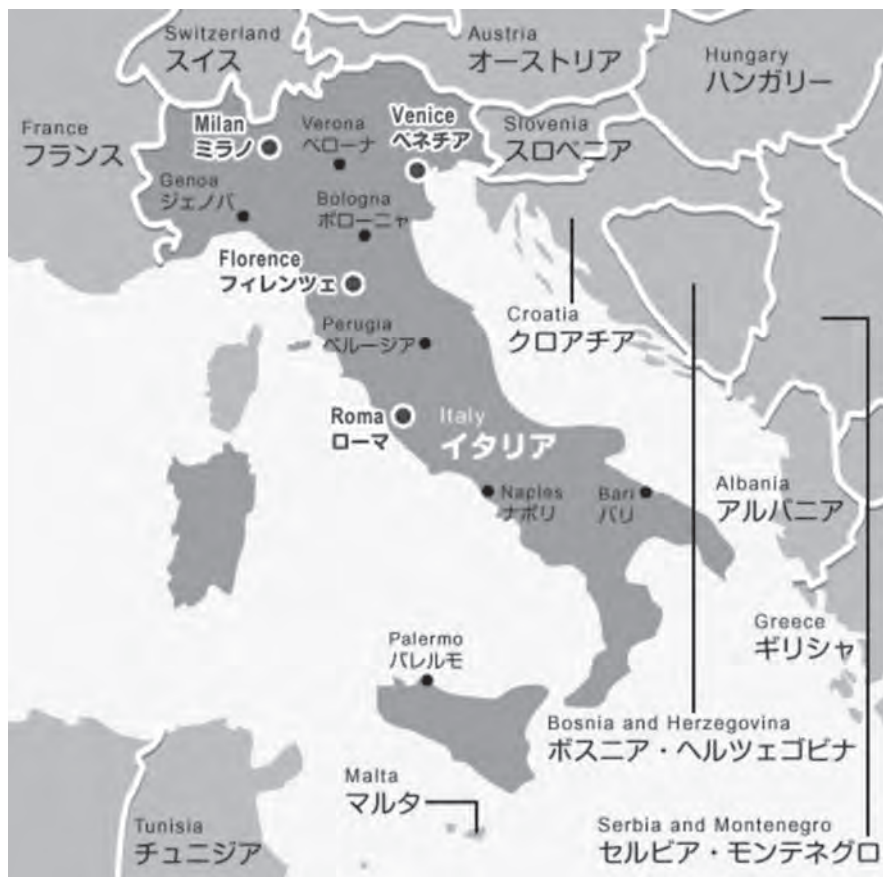 Switzerland
スイス
Austria
オーストリア
Hungary
ハンガリー
France
フランス
Milan
ミラノ
Verona
ベローナ
Venice
ベネチア
Slovenia
スロベニア
Genoa
ジェノバ
Bologna
ボローニャ
Florence
フィレンツェ
Croatia
クロアチア
Perugia
ペルージア
Roma
ローマ
Italy
イタリア
Naples
ナポリ
Bari
バリ
Albania
アルバニア
Greece
ギリシャ
Palermo
パレルモ
Bosnia and Herzegovina
ボスニア・ヘルツェゴビナ
Malta
マルタ
Serbia and Montenegro
セルビア・モンテネグロ
Tunisia
チュニジア